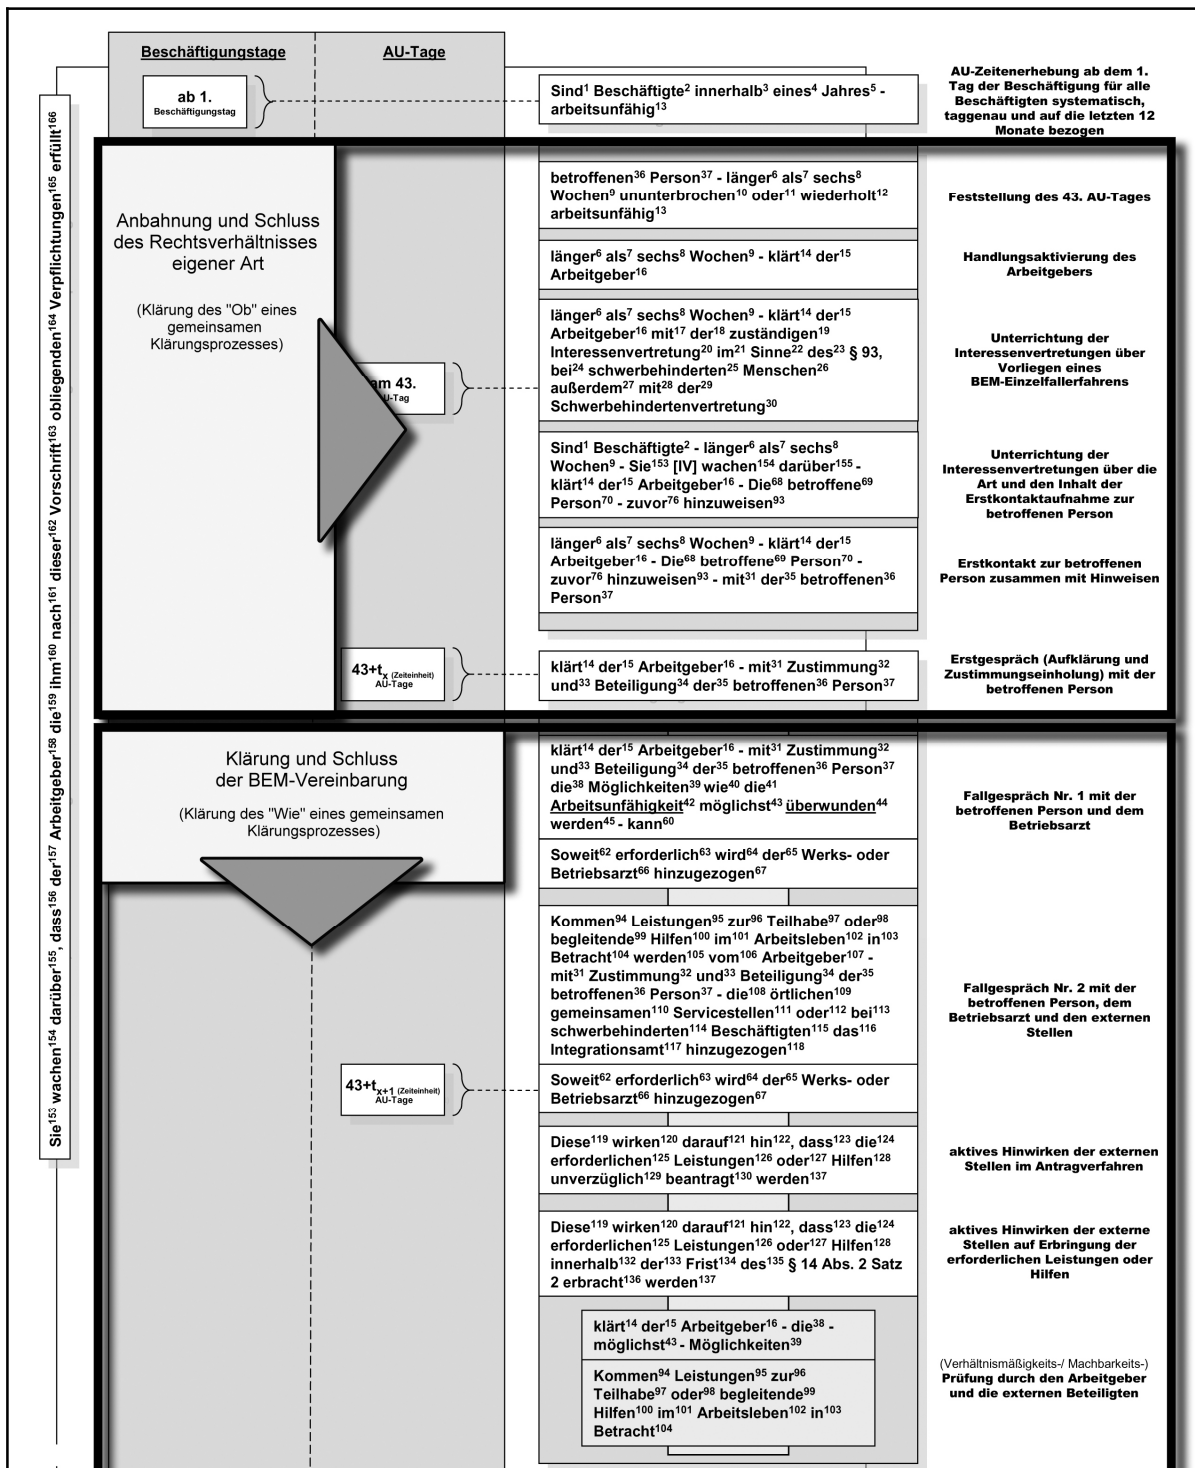 Beschäftigungstage
AU-Tage
ab 1.
Beschäftigungstag
Sind¹ Beschäftigte² innerhalb³ eines⁴ Jahres⁵ -
arbeitsunfähig¹³
AU-Zeitenerhebung ab dem 1.
Tag der Beschäftigung für alle
Beschäftigten systematisch,
taggenau und auf die letzten 12
Monate bezogen
Sie¹⁵³ wachen¹⁵⁴ darüber¹⁵⁵, dass¹⁵⁶ der¹⁵⁷ Arbeitgeber¹⁵⁸ die¹⁵⁹ ihm¹⁶⁰ nach¹⁶¹ dieser¹⁶² Vorschrift¹⁶³ obliegenden¹⁶⁴ Verpflichtungen¹⁶⁵ erfüllt¹⁶⁶
Anbahnung und Schluss
des Rechtsverhältnisses
eigener Art
(Klärung des "Ob" eines
gemeinsamen
Klärungsprozesses)
betroffenen³⁶ Person³⁷ - länger⁶ als⁷ sechs⁸
Wochen⁹ ununterbrochen¹⁰ oder¹¹ wiederholt¹²
arbeitsunfähig¹³
Feststellung des 43. AU-Tages
länger⁶ als⁷ sechs⁸ Wochen⁹ - klärt¹⁴ der¹⁵
Arbeitgeber¹⁶
Handlungsaktivierung des
Arbeitgebers
am 43.
U-Tag
länger⁶ als⁷ sechs⁸ Wochen⁹ - klärt¹⁴ der¹⁵
Arbeitgeber¹⁶ mit¹⁷ der¹⁸ zuständigen¹⁹
Interessenvertretung²⁰ im²¹ Sinne²² des²³ § 93,
bei²⁴ schwerbehinderten²⁵ Menschen²⁶
außerdem²⁷ mit²⁸ der²⁹
Schwerbehindertenvertretung³⁰
Unterrichtung der
Interessenvertretungen über
Vorliegen eines
BEM-Einzelfallerfahrens
Sind¹ Beschäftigte² - länger⁶ als⁷ sechs⁸
Wochen⁹ - Sie¹⁵³ [IV] wachen¹⁵⁴ darüber¹⁵⁵ -
klärt¹⁴ der¹⁵ Arbeitgeber¹⁶ - Die⁶⁸ betroffene⁶⁹
Person⁷⁰ - zuvor⁷⁶ hinzuweisen⁹³
Unterrichtung der
Interessenvertretungen über die
Art und den Inhalt der
Erstkontaktaufnahme zur
betroffenen Person
länger⁶ als⁷ sechs⁸ Wochen⁹ - klärt¹⁴ der¹⁵
Arbeitgeber¹⁶ - Die⁶⁸ betroffene⁶⁹ Person⁷⁰ -
zuvor⁷⁶ hinzuweisen⁹³ - mit³¹ der³⁵ betroffenen³⁶
Person³⁷
Erstkontakt zur betroffenen
Person zusammen mit Hinweisen
43+tx (Zeiteinheit)
AU-Tage
klärt¹⁴ der¹⁵ Arbeitgeber¹⁶ - mit³¹ Zustimmung³²
und³³ Beteiligung³⁴ der³⁵ betroffenen³⁶ Person³⁷
Erstgespräch (Aufklärung und
Zustimmungseinholung) mit der
betroffenen Person
Klärung und Schluss
der BEM-Vereinbarung
(Klärung des "Wie" eines gemeinsamen
Klärungsprozesses)
klärt¹⁴ der¹⁵ Arbeitgeber¹⁶ - mit³¹ Zustimmung³²
und³³ Beteiligung³⁴ der³⁵ betroffenen³⁶ Person³⁷
die³⁸ Möglichkeiten³⁹ wie⁴⁰ die⁴¹
Arbeitsunfähigkeit⁴² möglichst⁴³ überwunden⁴⁴
werden⁴⁵ - kann⁶⁰
Fallgespräch Nr. 1 mit der
betroffenen Person und dem
Betriebsarzt
Soweit⁶² erforderlich⁶³ wird⁶⁴ der⁶⁵ Werks- oder
Betriebsarzt⁶⁶ hinzugezogen⁶⁷
Kommen⁹⁴ Leistungen⁹⁵ zur⁹⁶ Teilhabe⁹⁷ oder⁹⁸
begleitende⁹⁹ Hilfen¹⁰⁰ im¹⁰¹ Arbeitsleben¹⁰² in¹⁰³
Betracht¹⁰⁴ werden¹⁰⁵ vom¹⁰⁶ Arbeitgeber¹⁰⁷ -
mit³¹ Zustimmung³² und³³ Beteiligung³⁴ der³⁵
betroffenen³⁶ Person³⁷ - die¹⁰⁸ örtlichen¹⁰⁹
gemeinsamen¹¹⁰ Servicestellen¹¹¹ oder¹¹² bei¹¹³
schwerbehinderten¹¹⁴ Beschäftigten¹¹⁵ das¹¹⁶
Integrationsamt¹¹⁷ hinzugezogen¹¹⁸
Fallgespräch Nr. 2 mit der
betroffenen Person, dem
Betriebsarzt und den externen
Stellen
43+tx+1 (Zeiteinheit)
AU-Tage
Soweit⁶² erforderlich⁶³ wird⁶⁴ der⁶⁵ Werks- oder
Betriebsarzt⁶⁶ hinzugezogen⁶⁷
Diese¹¹⁹ wirken¹²⁰ darauf¹²¹ hin¹²², dass¹²³ die¹²⁴
erforderlichen¹²⁵ Leistungen¹²⁶ oder¹²⁷ Hilfen¹²⁸
unverzüglich¹²⁹ beantragt¹³⁰ werden¹³⁷
aktives Hinwirken der externen
Stellen im Antragverfahren
Diese¹¹⁹ wirken¹²⁰ darauf¹²¹ hin¹²², dass¹²³ die¹²⁴
erforderlichen¹²⁵ Leistungen¹²⁶ oder¹²⁷ Hilfen¹²⁸
innerhalb¹³² der¹³³ Frist¹³⁴ des¹³⁵ § 14 Abs. 2 Satz
2 erbracht¹³⁶ werden¹³⁷
aktives Hinwirken der externe
Stellen auf Erbringung der
erforderlichen Leistungen oder
Hilfen
klärt¹⁴ der¹⁵ Arbeitgeber¹⁶ - die³⁸ -
möglichst⁴³ - Möglichkeiten³⁹
Kommen⁹⁴ Leistungen⁹⁵ zur⁹⁶
Teilhabe⁹⁷ oder⁹⁸ begleitende⁹⁹
Hilfen¹⁰⁰ im¹⁰¹ Arbeitsleben¹⁰² in¹⁰³
Betracht¹⁰⁴
(Verhältnismäßigkeits-/ Machbarkeits-)
Prüfung durch den Arbeitgeber
und die externen Beteiligten